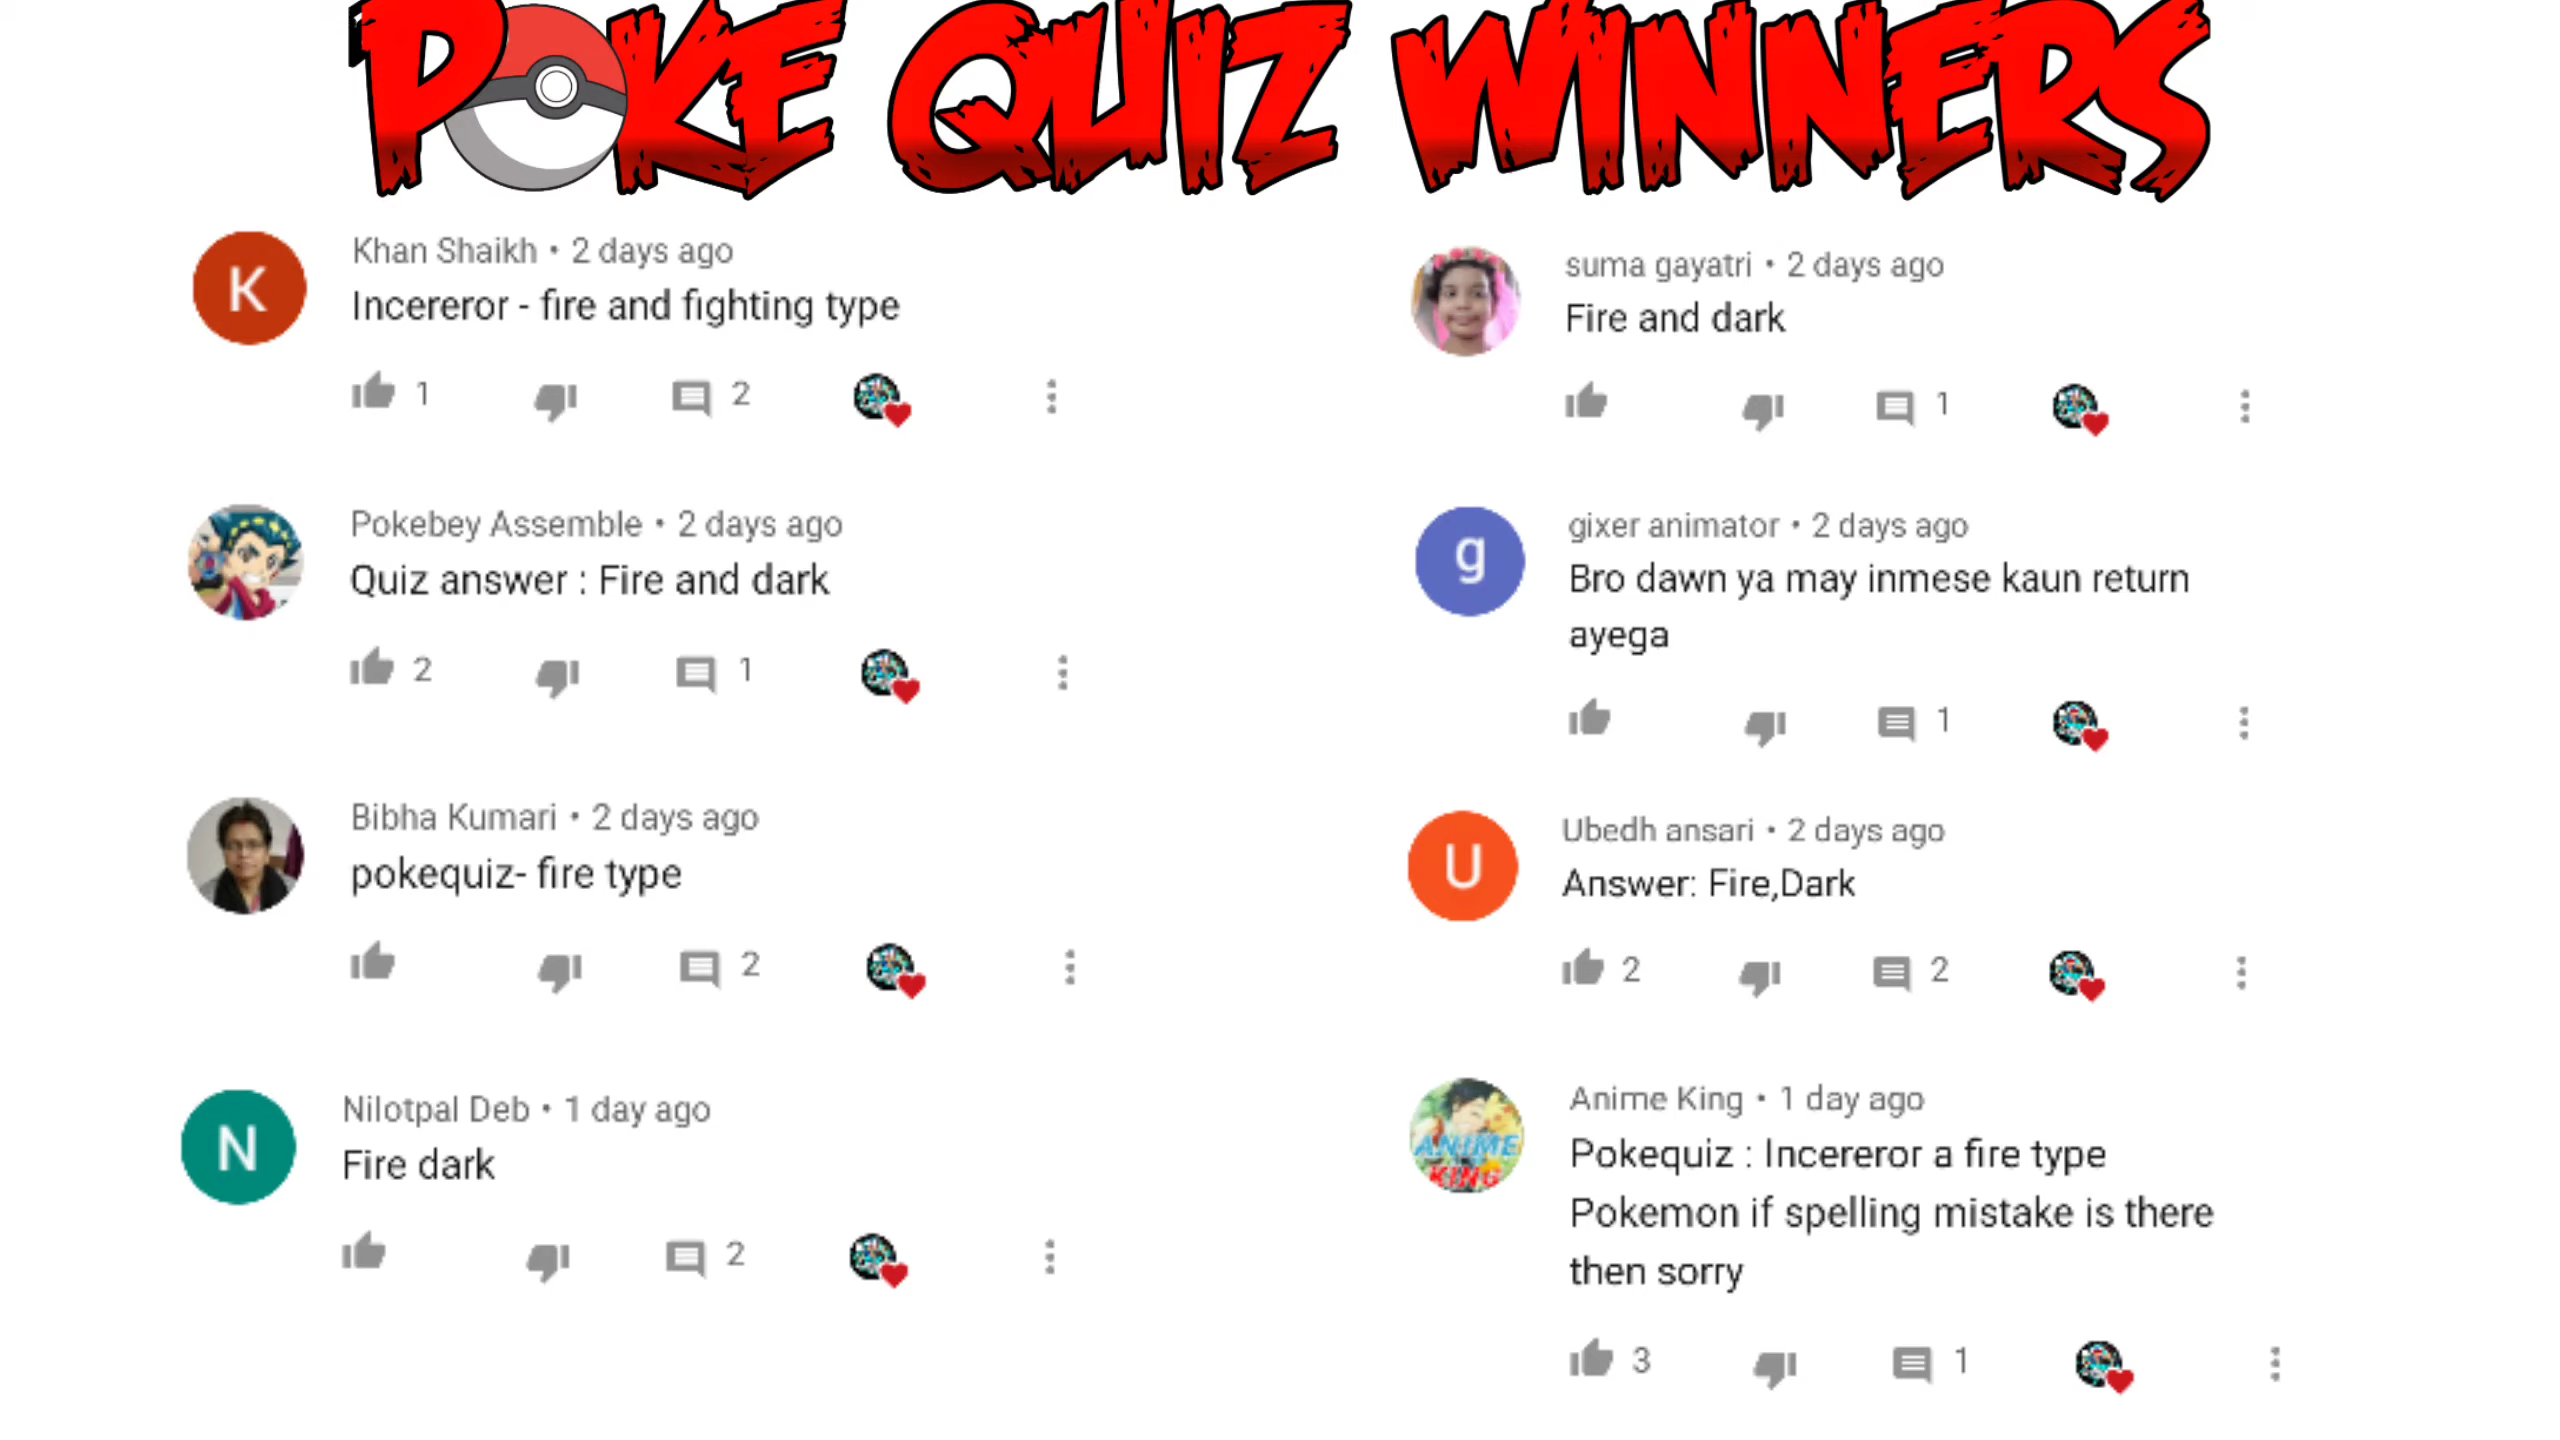 POKE QUIZ WINNERS
K
Khan Shaikh • 2 days ago
Incereror - fire and fighting type
1 2
Pokebey Assemble • 2 days ago
Quiz answer : Fire and dark
2 1
Bibha Kumari • 2 days ago
pokequiz- fire type
2
N
Nilotpal Deb • 1 day ago
Fire dark
2
suma gayatri • 2 days ago
Fire and dark
1
g
gixer animator • 2 days ago
Bro dawn ya may inmese kaun return
ayega
1
U
Ubedh ansari • 2 days ago
Answer: Fire,Dark
2 2
ANIME
KING
Anime King • 1 day ago
Pokequiz : Incereror a fire type
Pokemon if spelling mistake is there
then sorry
3 1